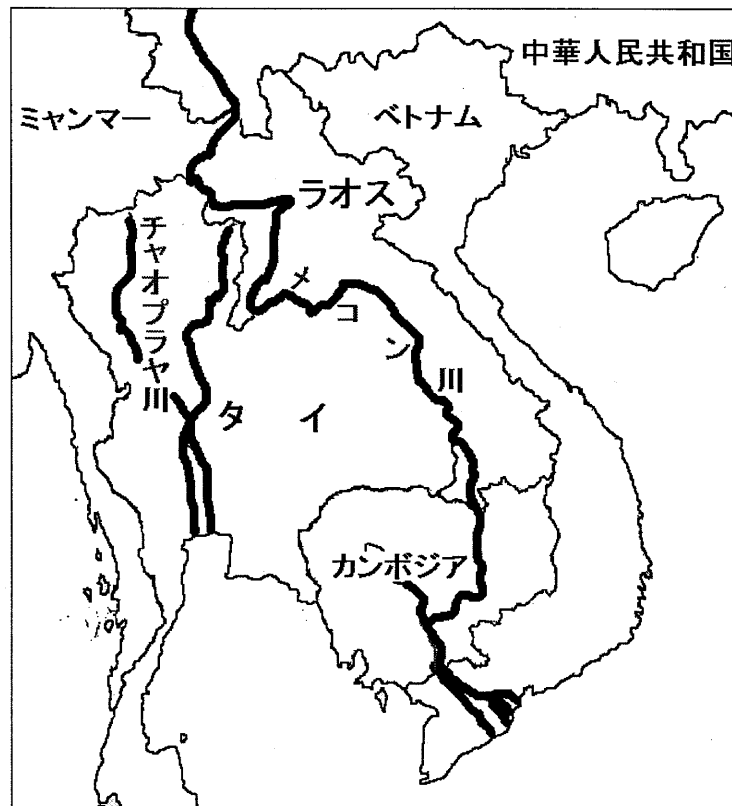 中華人民共和国
ミャンマー
ベトナム
ラオス
チャオプラヤ川
メコン川
タイ
カンボジア